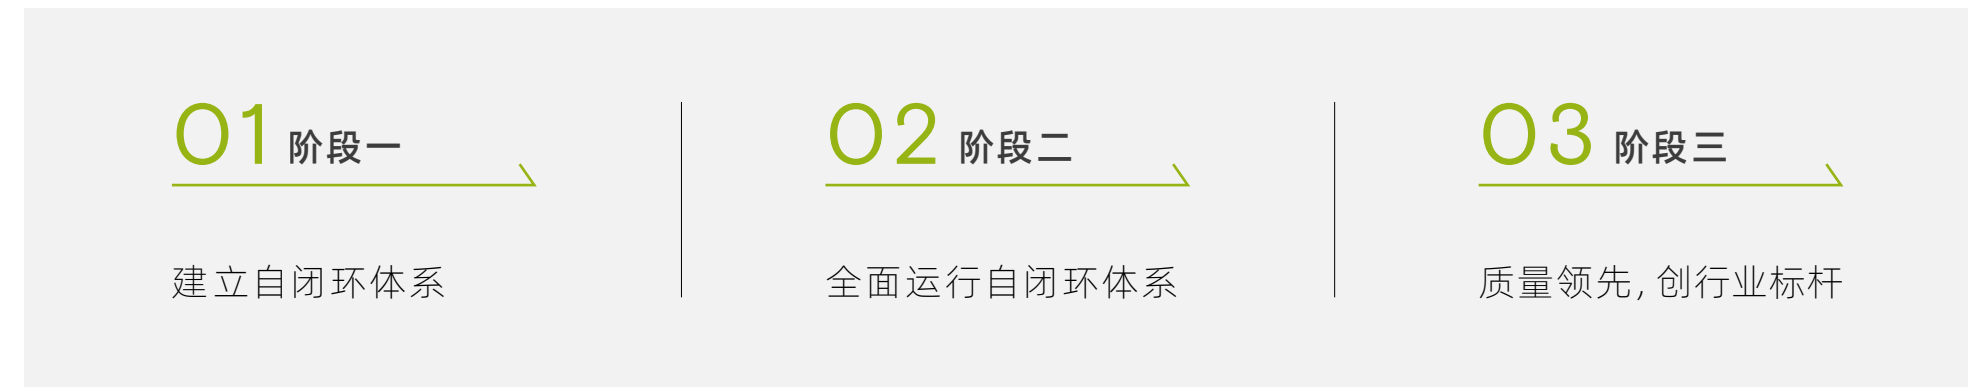 01 阶段一
建立自闭环体系
02 阶段二
全面运行自闭环体系
03 阶段三
质量领先,创行业标杆